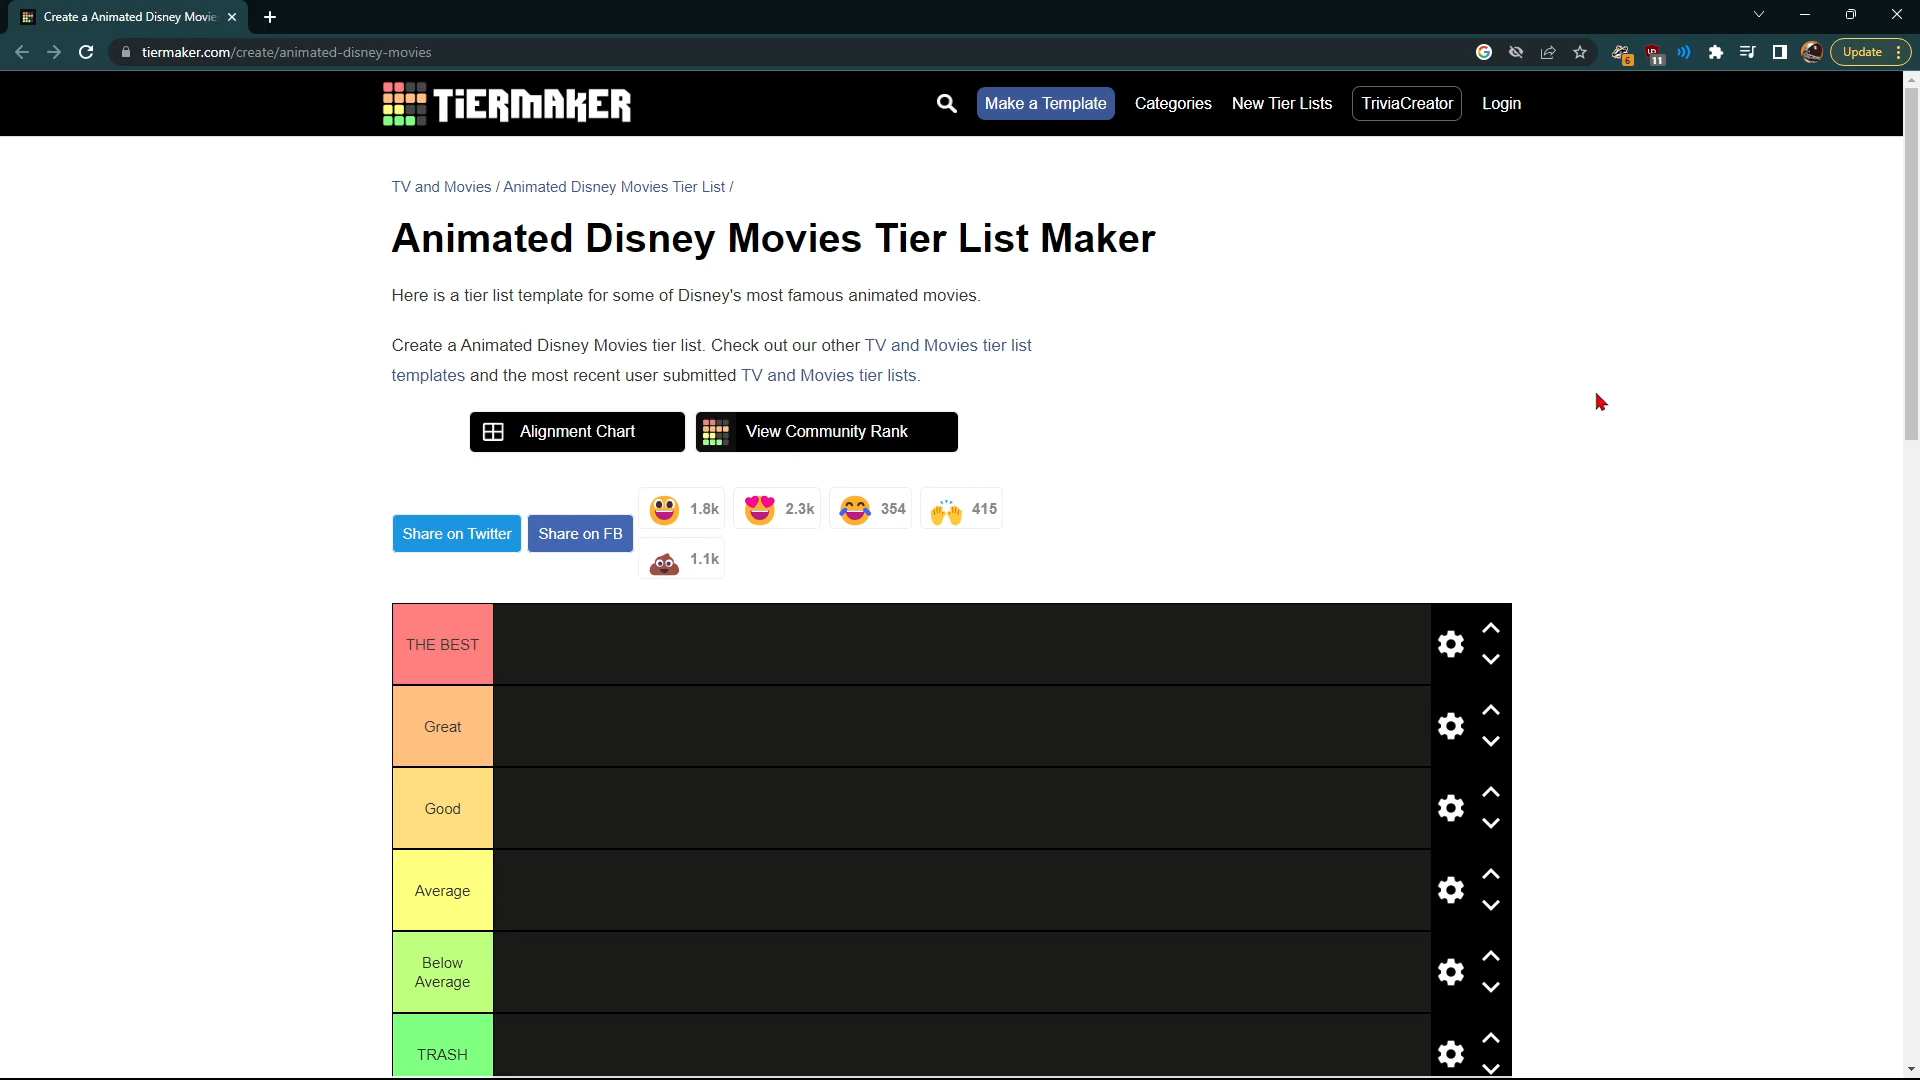 Create a Animated Disney Movie
tiermaker.com/create/animated-disney-movies
6
11
Update
TiERMAKER
Make a Template
Categories
New Tier Lists
TriviaCreator
Login
TV and Movies / Animated Disney Movies Tier List /
Animated Disney Movies Tier List Maker
Here is a tier list template for some of Disney's most famous animated movies.
Create a Animated Disney Movies tier list. Check out our other TV and Movies tier list
templates and the most recent user submitted TV and Movies tier lists.
Alignment Chart
View Community Rank
1.8k
2.3k
354
415
Share on Twitter
Share on FB
1.1k
THE BEST
Great
Good
Average
Below
Average
TRASH